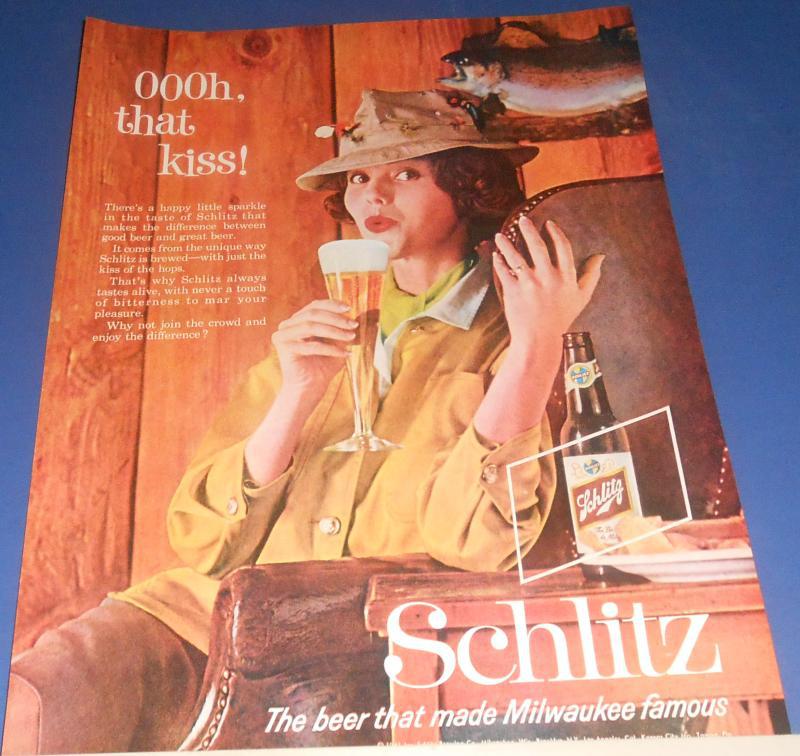 OOOh,
that
kiss!
There's a happy little sparkle
in the taste of Schlitz that
makes the difference between
good beer and great beer.
It comes from the unique way
Schlitz is brewed—with just the
kiss of the hops.
That's why Schlitz always
tastes alive, with never a touch
of bitterness to mar your
pleasure.
Why not join the crowd and
enjoy the difference?
Schlitz
Schlitz
The beer that made Milwaukee famous